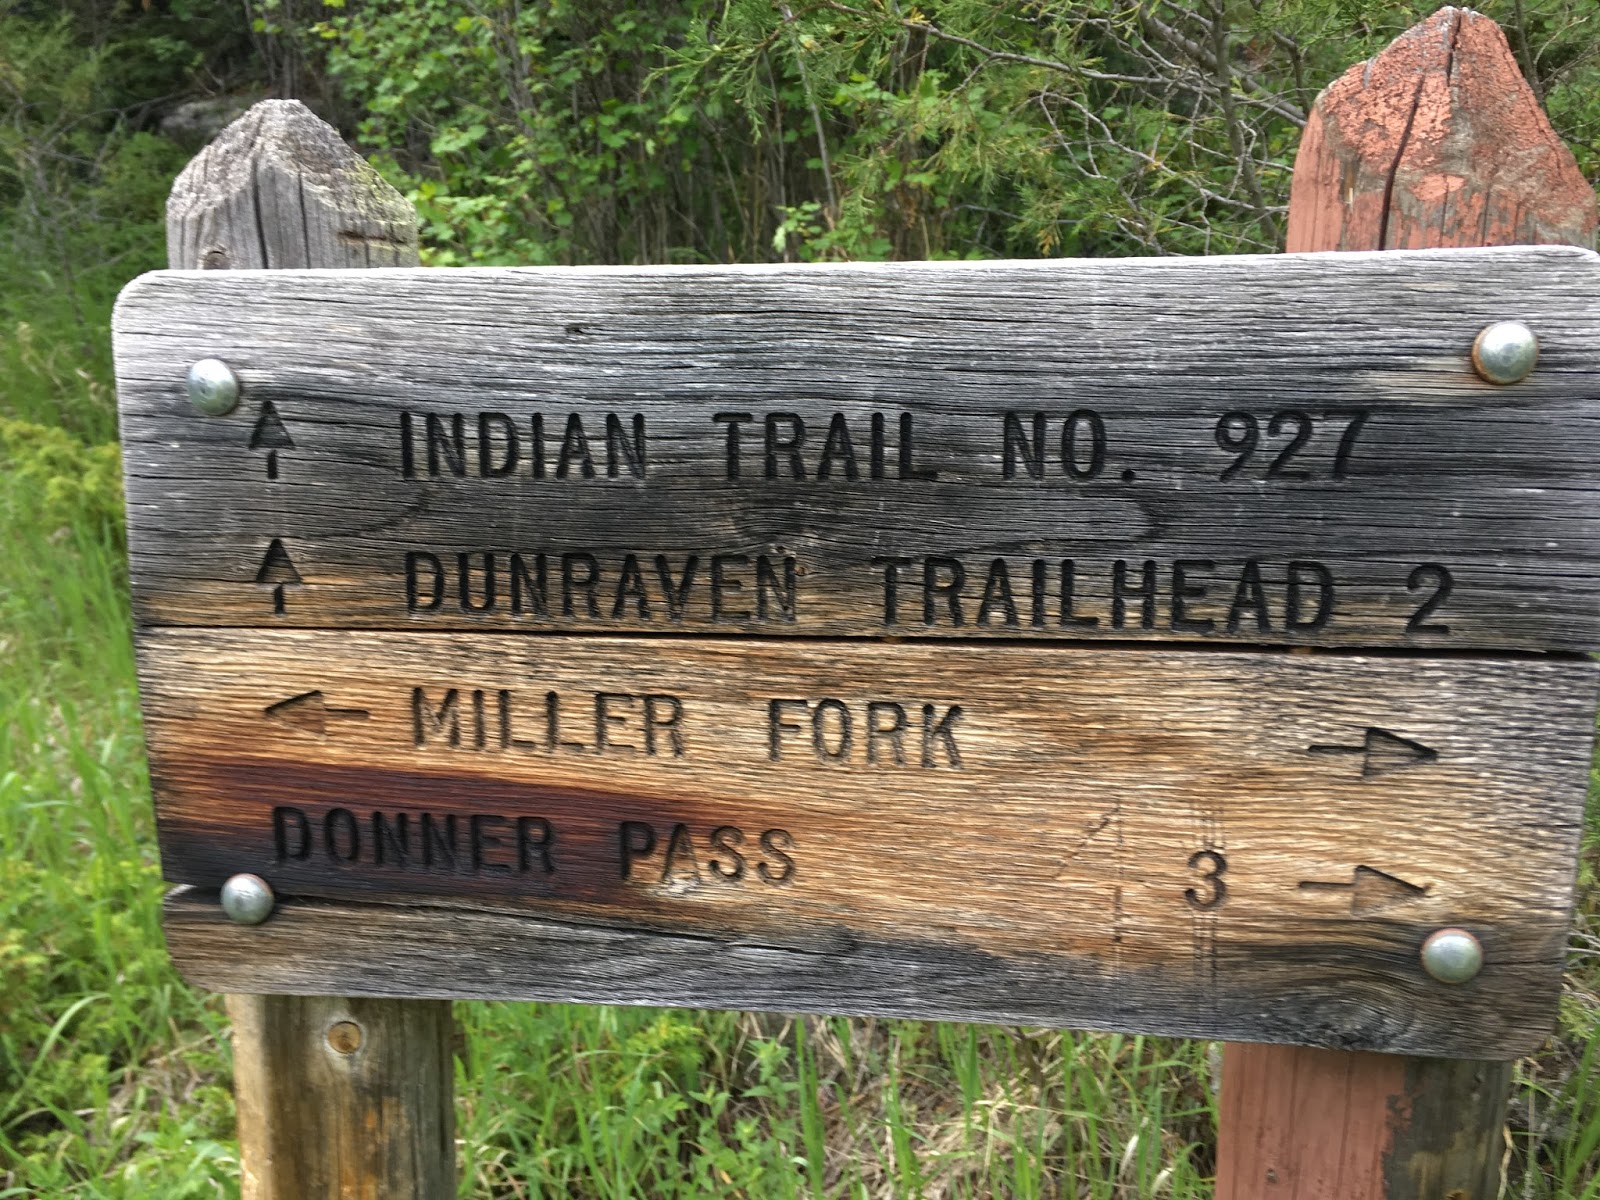 ↑ INDIAN TRAIL NO. 927
↑ DUNRAVEN TRAILHEAD 2
← MILLER FORK →
DONNER PASS 3 →